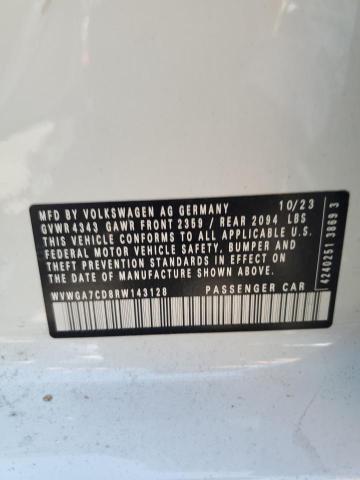 MFD BY VOLKSWAGEN AG GERMANY 10/23
GVWR 4343 GAWR FRONT 2359 / REAR 2094 LBS
THIS VEHICLE CONFORMS TO ALL APPLICABLE
FEDERAL MOTOR VEHICLE SAFETY, BUMPER, AND
THEFT PREVENTION STANDARDS IN EFFECT ON
THE DATE OF MANUFACTURE SHOWN ABOVE.
WVWGA7CD8RW143128 PASSENGER CAR
4240251 3869 3